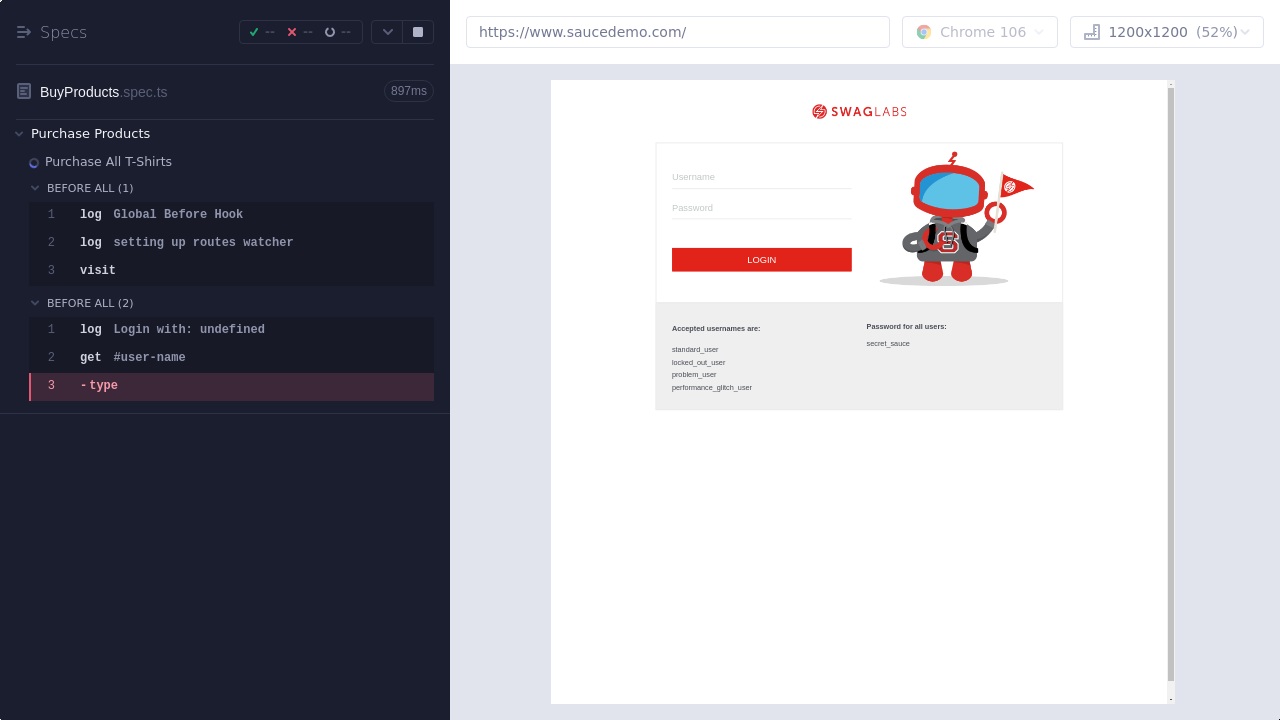 Specs
--
--
--
BuyProducts.spec.ts
897ms
Purchase Products
Purchase All T-Shirts
BEFORE ALL (1)
1 log Global Before Hook
2 log setting up routes watcher
3 visit
BEFORE ALL (2)
1 log Login with: undefined
2 get #user-name
3 -type
https://www.saucedemo.com/
Chrome 106
1200x1200 (52%)
SWAGLABS
Username
Password
LOGIN
Accepted usernames are:
standard_user
locked_out_user
problem_user
performance_glitch_user
Password for all users:
secret_sauce